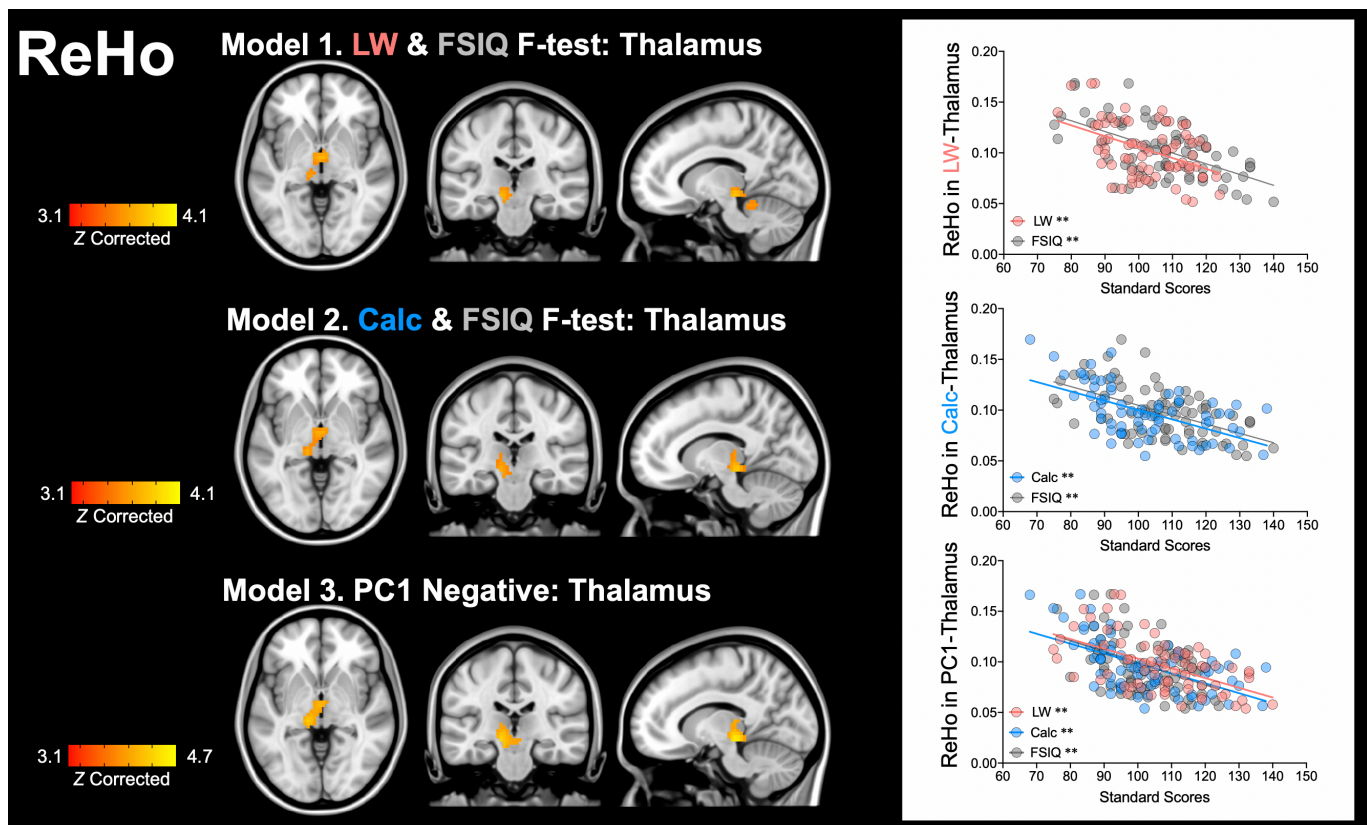 ReHo
Model 1. LW & FSIQ F-test: Thalamus
3.1 4.1
Z Corrected
Model 2. Calc & FSIQ F-test: Thalamus
3.1 4.1
Z Corrected
Model 3. PC1 Negative: Thalamus
3.1 4.7
Z Corrected
ReHo in LW-Thalamus
0.20
0.15
0.10
0.05
0.00
LW **
FSIQ **
60 70 80 90 100 110 120 130 140 150
Standard Scores
ReHo in Calc-Thalamus
0.20
0.15
0.10
0.05
0.00
Calc **
FSIQ **
60 70 80 90 100 110 120 130 140 150
Standard Scores
ReHo in PC1-Thalamus
0.20
0.15
0.10
0.05
0.00
LW **
Calc **
FSIQ **
60 70 80 90 100 110 120 130 140 150
Standard Scores